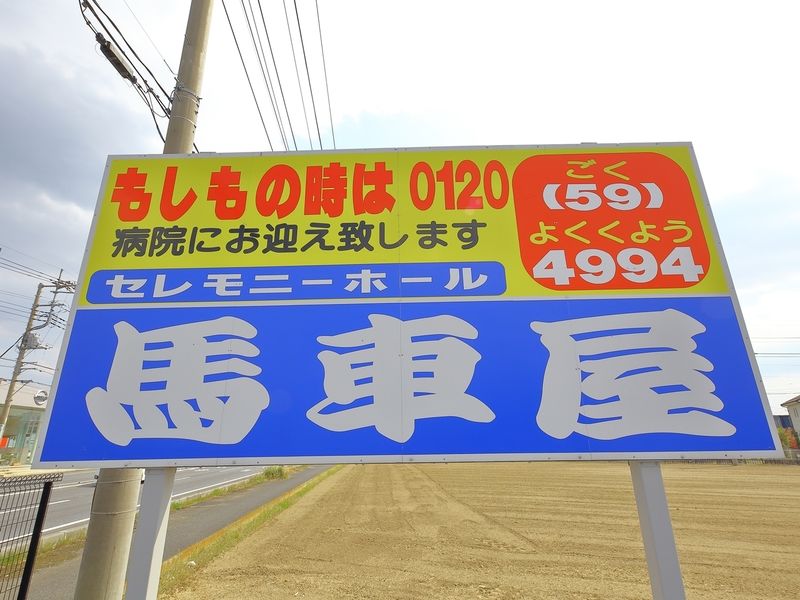 もしもの時は 0120
病院にお迎え致します
ごく
(59)
よくくよう
4994
セレモニーホール
馬車屋